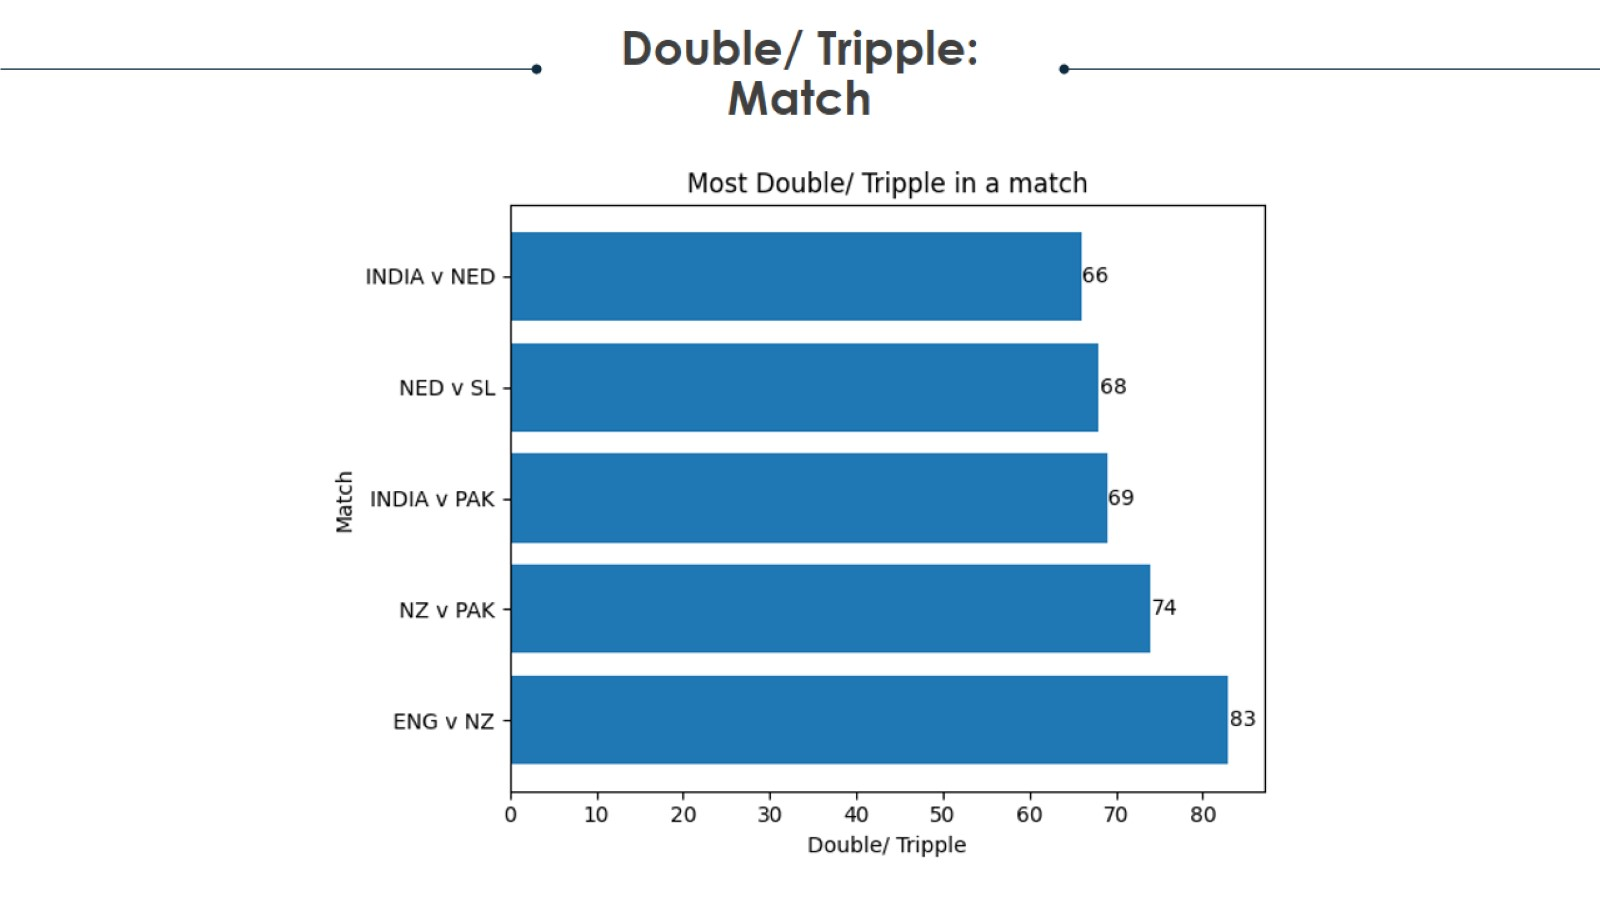 Double/ Tripple:
Match
Most Double/ Tripple in a match
INDIA v NED
66
NED v SL
68
INDIA v PAK
69
NZ v PAK
74
ENG v NZ
83
Match
0 10 20 30 40 50 60 70 80
Double/ Tripple